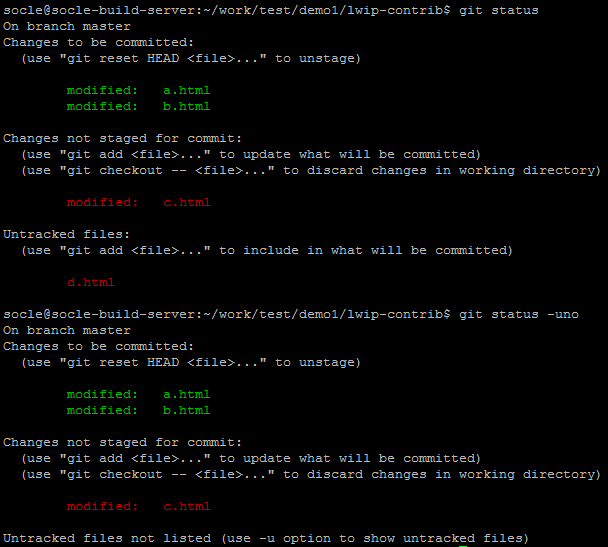 socle@socle-build-server:~/work/test/demo1/lwip-contrib$ git status
On branch master
Changes to be committed:
  (use "git reset HEAD <file>..." to unstage)
        modified:   a.html
        modified:   b.html
Changes not staged for commit:
  (use "git add <file>..." to update what will be committed)
  (use "git checkout -- <file>..." to discard changes in working directory)
        modified:   c.html
Untracked files:
  (use "git add <file>..." to include in what will be committed)
        d.html
socle@socle-build-server:~/work/test/demo1/lwip-contrib$ git status -uno
On branch master
Changes to be committed:
  (use "git reset HEAD <file>..." to unstage)
        modified:   a.html
        modified:   b.html
Changes not staged for commit:
  (use "git add <file>..." to update what will be committed)
  (use "git checkout -- <file>..." to discard changes in working directory)
        modified:   c.html
Untracked files not listed (use -u option to show untracked files)